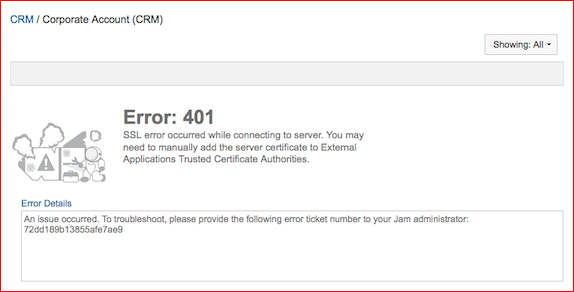 CRM / Corporate Account (CRM)
Showing: All
Error: 401
SSL error occurred while connecting to server. You may
need to manually add the server certificate to External
Applications Trusted Certificate Authorities.
Error Details
An issue occurred. To troubleshoot, please provide the following error ticket number to your Jam administrator:
72dd189b13855afe7ae9